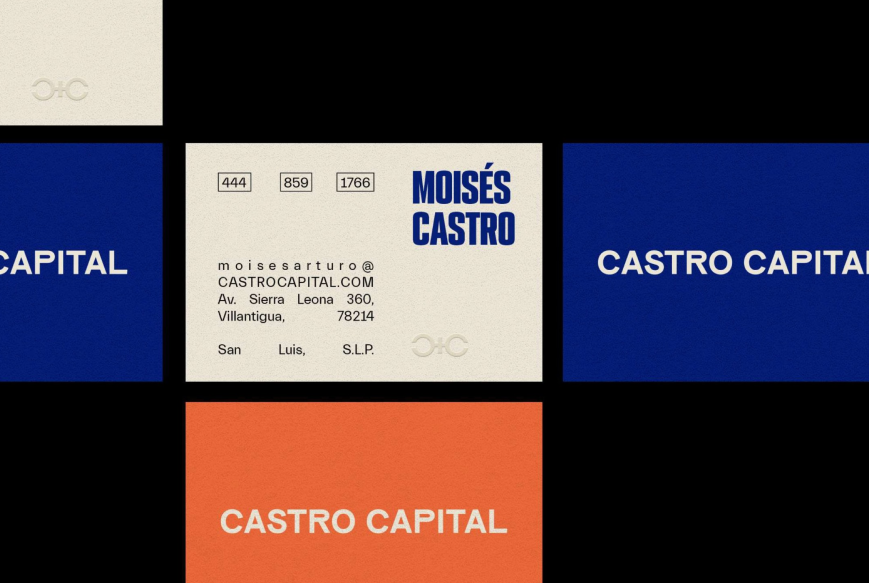 CAPITAL
444 859 1766
MOISÉS
CASTRO
moisesarturo@
CASTROCAPITAL.COM
Av. Sierra Leona 360,
Villantigua, 78214
San Luis, S.L.P.
CASTRO CAPITAL
CASTRO CAPITAL